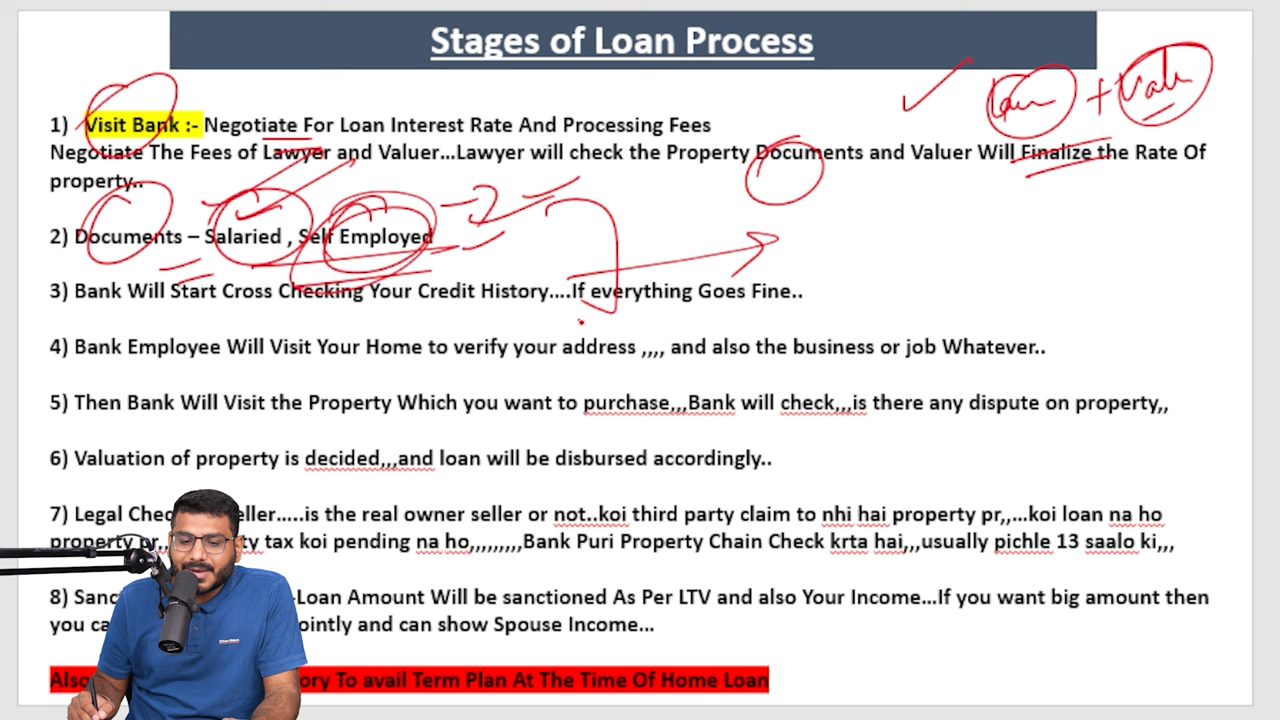 Stages of Loan Process
1) Visit Bank :- Negotiate For Loan Interest Rate And Processing Fees
Negotiate The Fees of Lawyer and Valuer...Lawyer will check the Property Documents and Valuer Will Finalize the Rate Of
property..
2) Documents – Salaried , Self Employed
3) Bank Will Start Cross Checking Your Credit History....If everything Goes Fine..
4) Bank Employee Will Visit Your Home to verify your address ,,,, and also the business or job Whatever..
5) Then Bank Will Visit the Property Which you want to purchase,,,Bank will check,,,is there any dispute on property,,
6) Valuation of property is decided,,,and loan will be disbursed accordingly..
7) Legal eller.....is the real owner seller or not..koi third party claim to nhi hai property pr,,...koi loan na ho
property pr tax koi pending na ho,,,,,,,,,Bank Puri Property Chain Check krta hai,,,usually pichle 13 saalo ki,,,
8) -Loan Amount Will be sanctioned As Per LTV and also Your Income...If you want big amount then
you and can show Spouse Income...
To avail Term Plan At The Time Of Home Loan